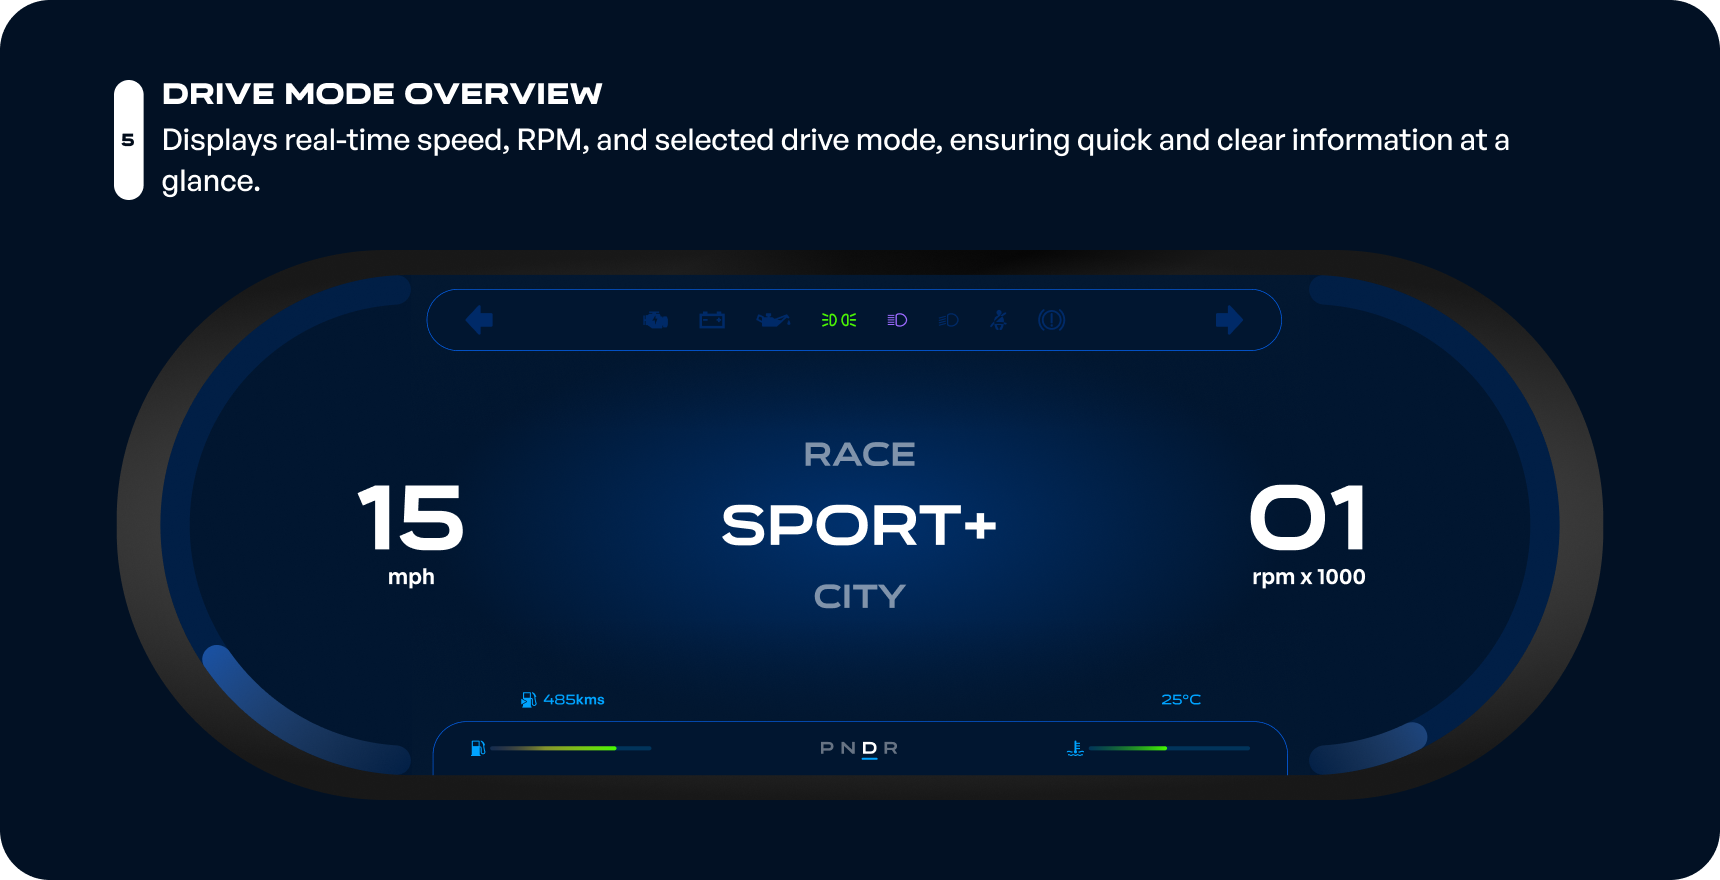 5
DRIVE MODE OVERVIEW
Displays real-time speed, RPM, and selected drive mode, ensuring quick and clear information at a
glance.
RACE
15
mph
SPORT+
01
rpm x 1000
CITY
485kms
25°C
P N D R